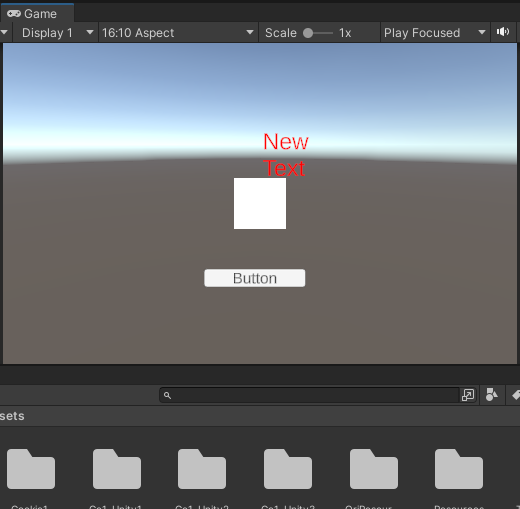 Game
Display 1 16:10 Aspect Scale 1x Play Focused
New
Text
Button
sets